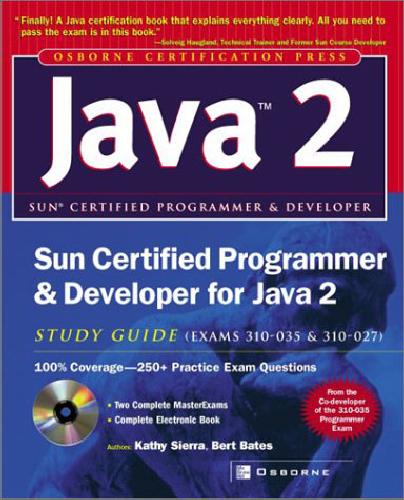 "Finally! A Java certification book that explains everything clearly. All you need to
pass the exam is in this book."
—Solveig Haugland, Technical Trainer and Former Sun Course Developer
OSBORNE CERTIFICATION PRESS
Java™ 2
SUN® CERTIFIED PROGRAMMER & DEVELOPER
Sun Certified Programmer
& Developer for Java 2
STUDY GUIDE (EXAMS 310-035 & 310-027)
100% Coverage—250+ Practice Exam Questions
• Two Complete MasterExams
• Complete Electronic Book
From the
Co-developer
of the 310-035
Programmer
Exam
Authors: Kathy Sierra, Bert Bates
OSBORNE